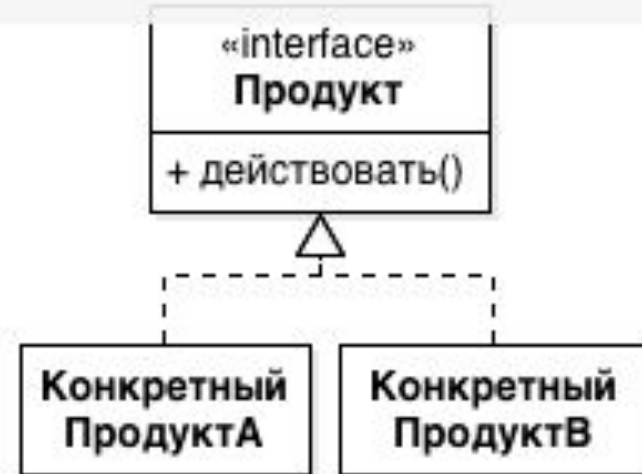 «interface»
Продукт
+ действовать()
Конкретный
ПродуктA
Конкретный
ПродуктB